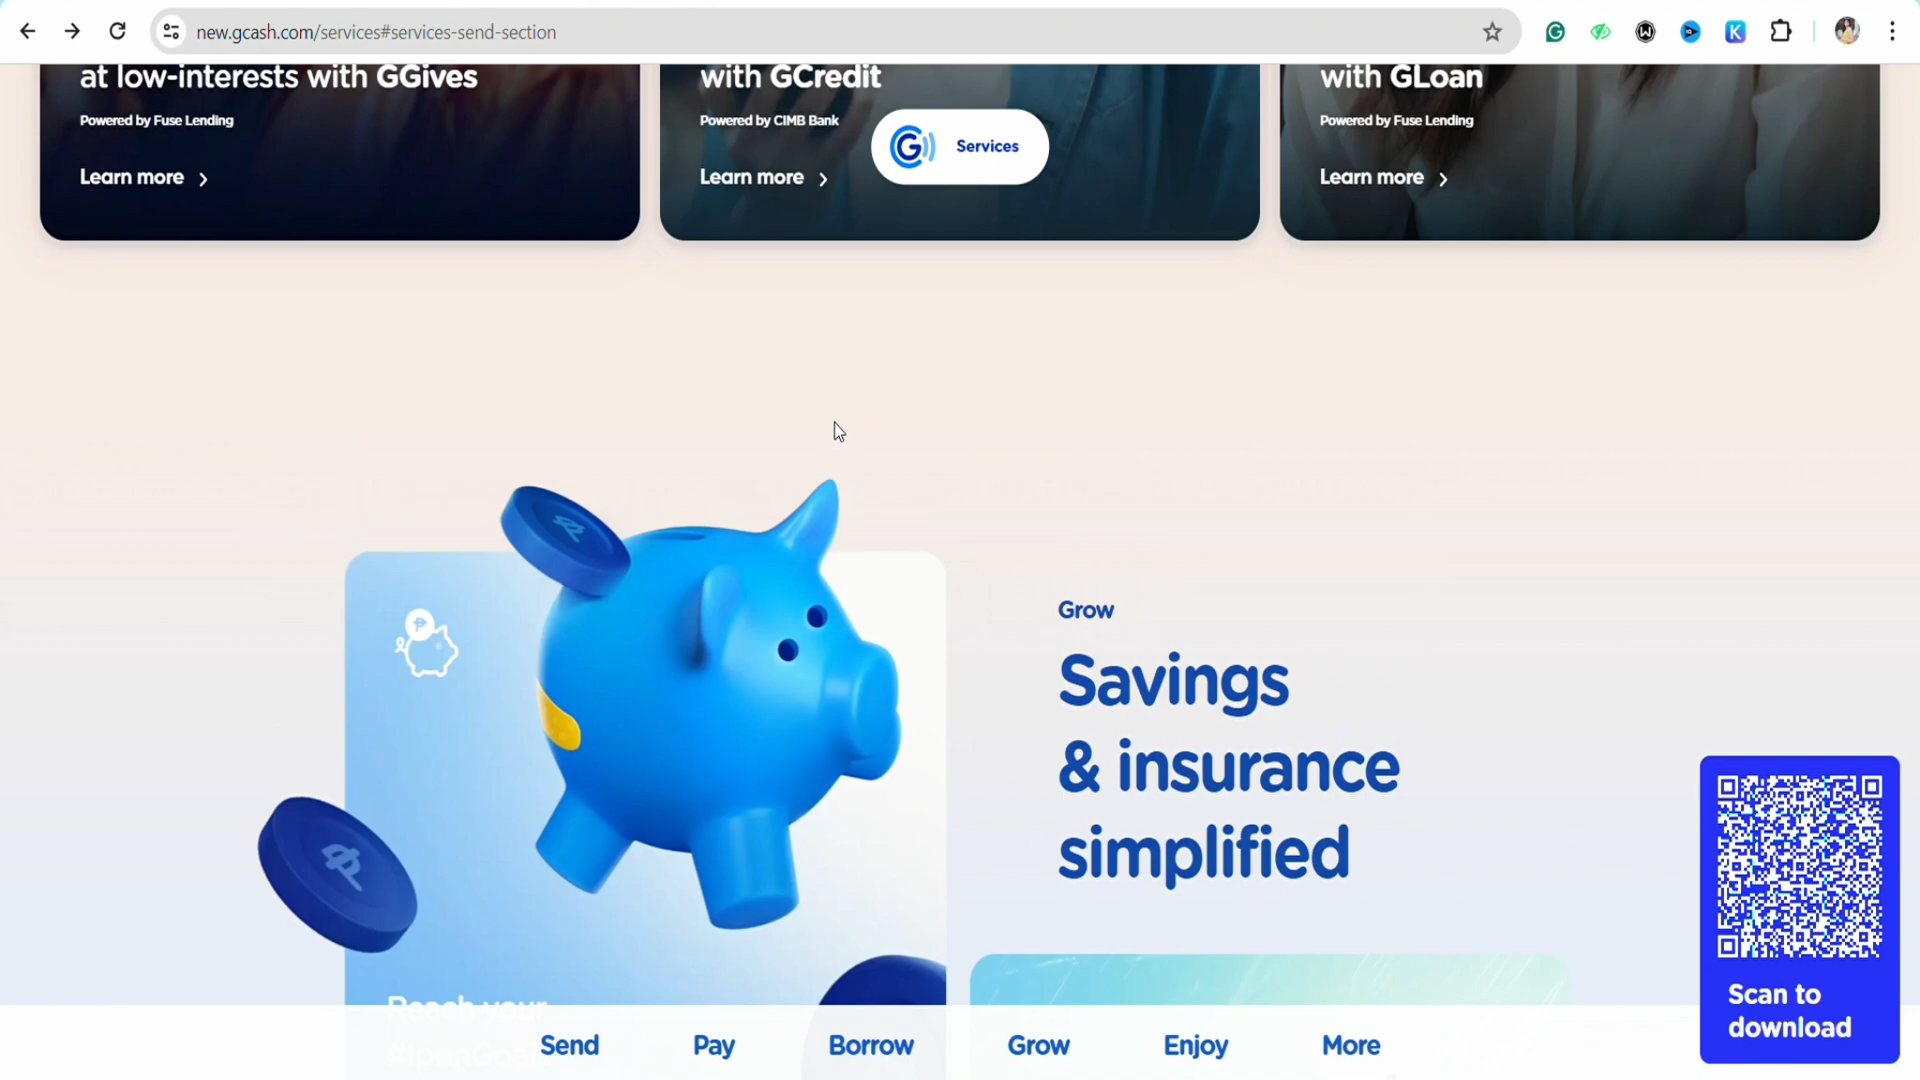 new.gcash.com/services#services-send-section
at low-interests with GGives
Powered by Fuse Lending
Learn more
with GCredit
Powered by CIMB Bank
Learn more
Services
with GLoan
Powered by Fuse Lending
Learn more
Grow
Savings
& insurance
simplified
Reach your
Send
Pay
Borrow
Grow
Enjoy
More
Scan to
download